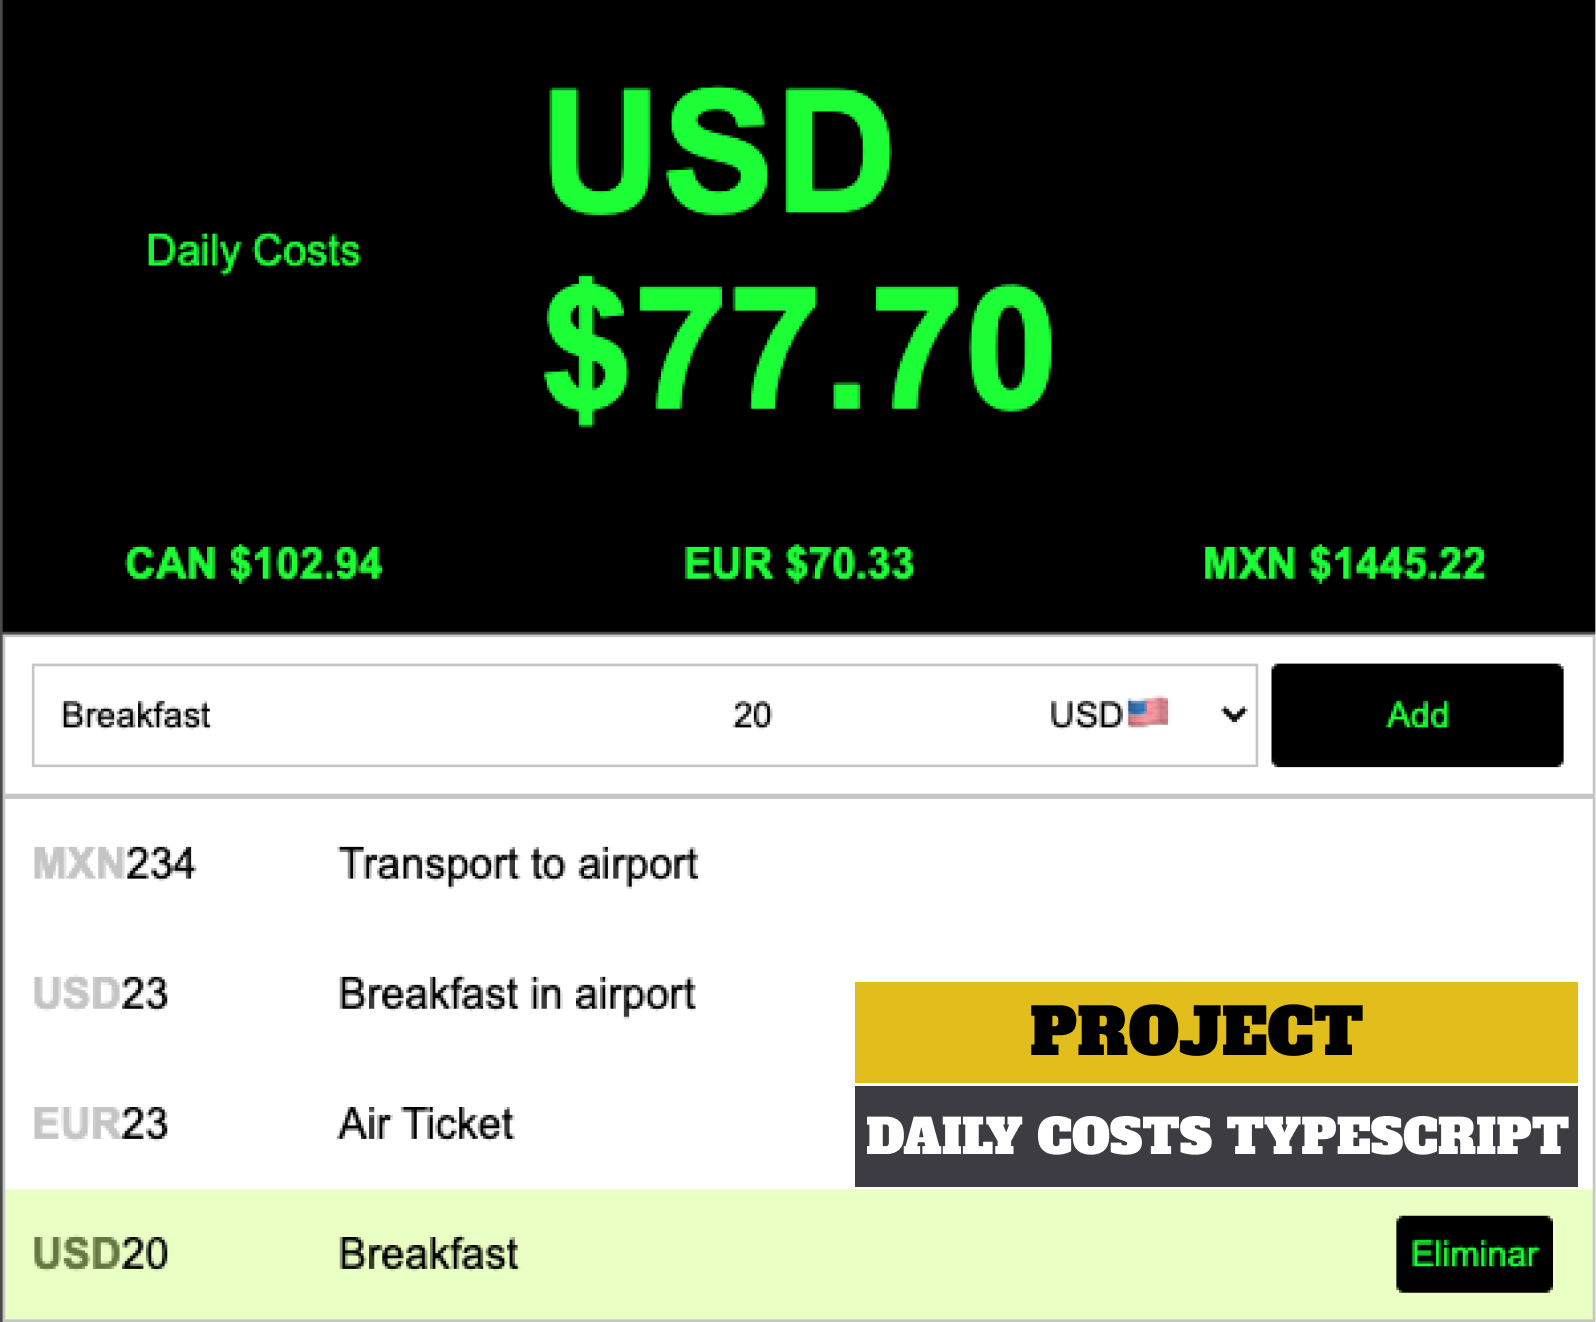 USD
Daily Costs
$77.70
CAN $102.94 EUR $70.33 MXN $1445.22
Breakfast 20 USD Add
MXN234 Transport to airport
USD23 Breakfast in airport
PROJECT
EUR23 Air Ticket
DAILY COSTS TYPESCRIPT
USD20 Breakfast Eliminar